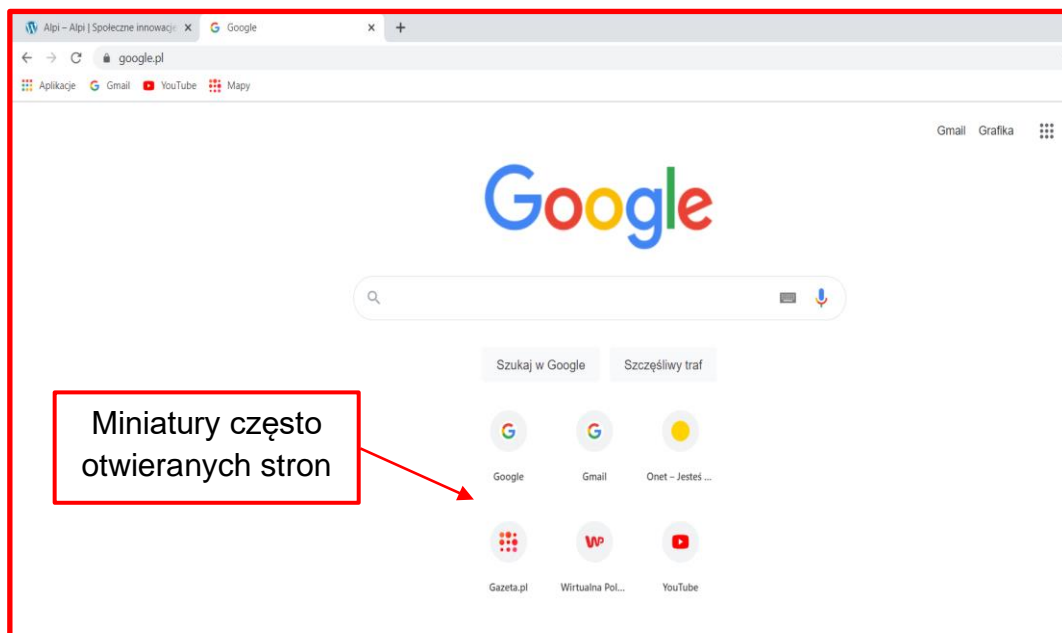 Alpi – Alpi | Społeczne innowacje
Google
google.pl
Aplikacje Gmail YouTube Mapy
Gmail Grafika
Google
Szukaj w Google Szczęśliwy traf
Miniatury często
otwieranych stron
Google Gmail Onet – Jesteś ...
Gazeta.pl Wirtualna Pol... YouTube